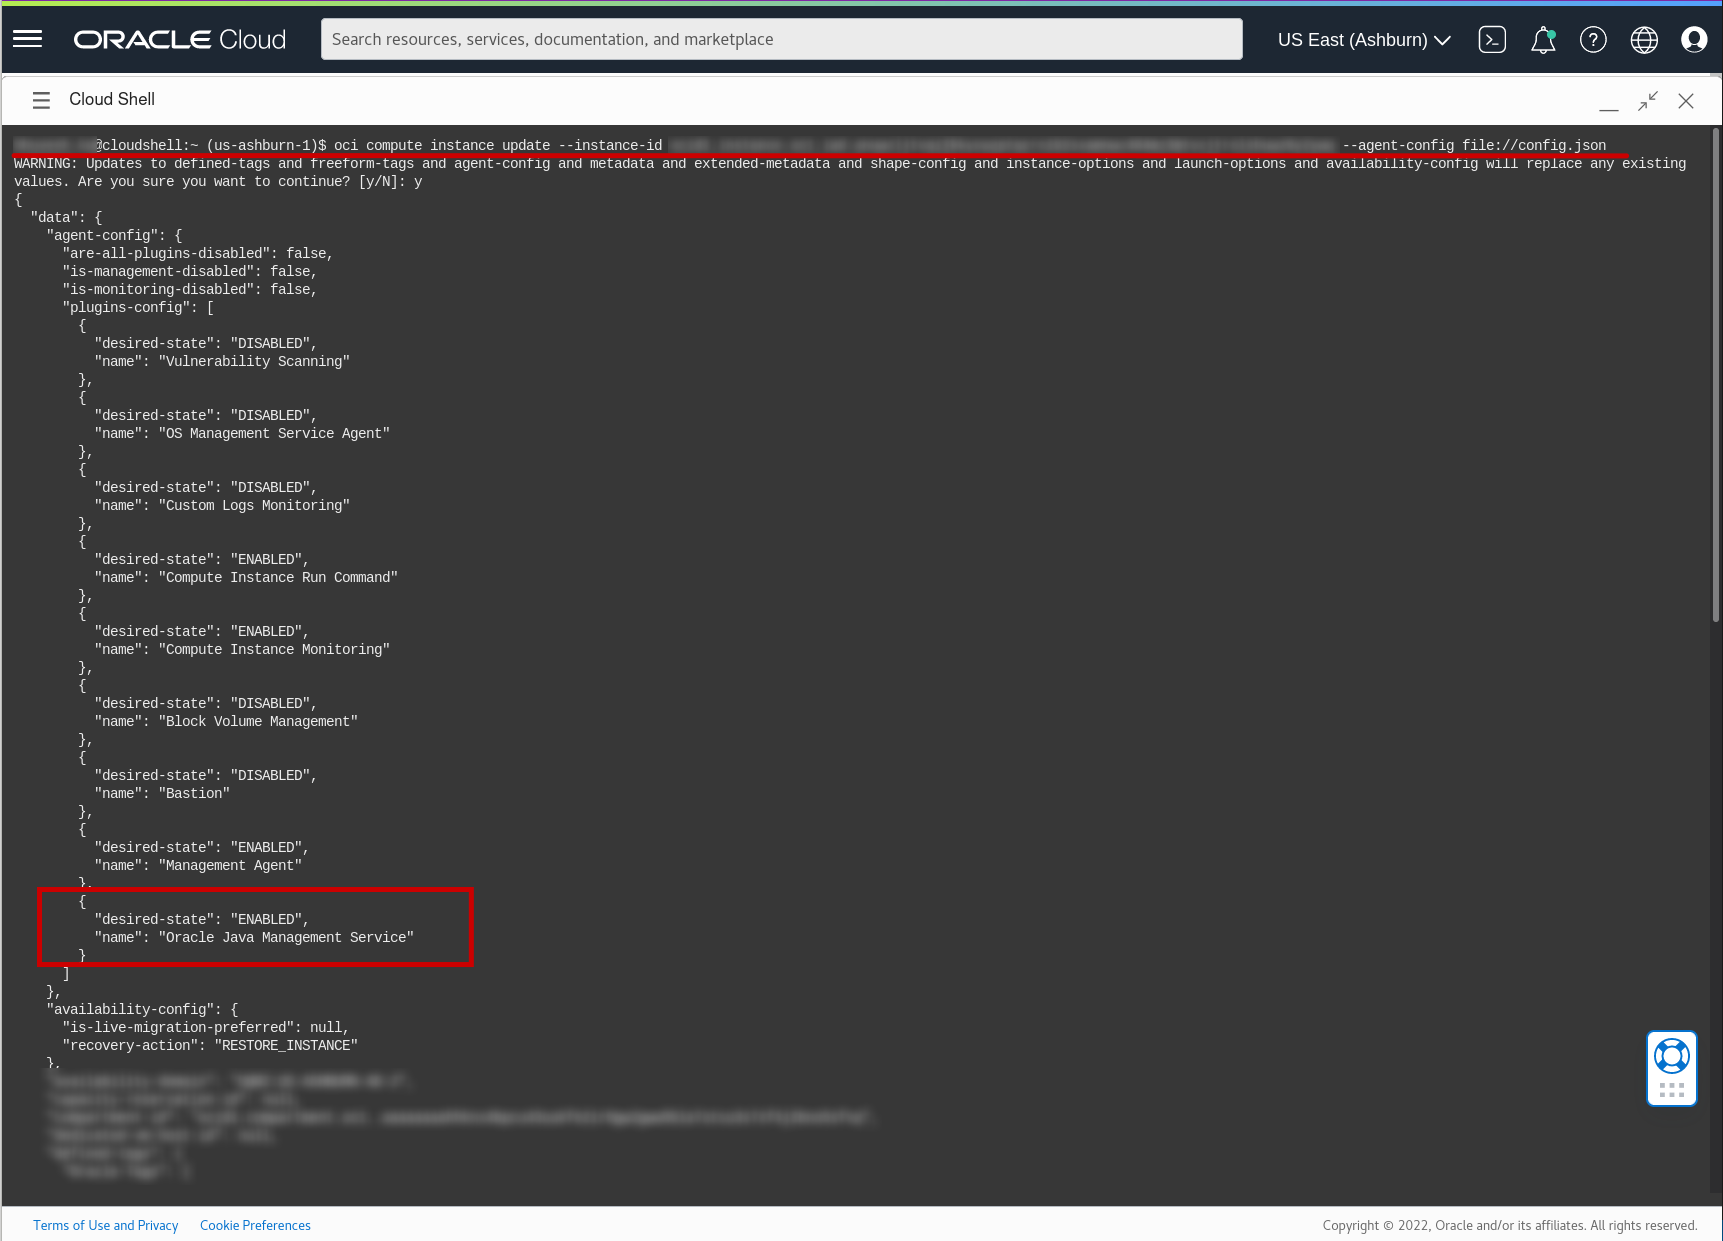 ORACLE Cloud
Search resources, services, documentation, and marketplace
US East (Ashburn)
Cloud Shell
@cloudshell:~ (us-ashburn-1)$ oci compute instance update --instance-id --agent-config file://config.json
WARNING: Updates to defined-tags and freeform-tags and agent-config and metadata and extended-metadata and shape-config and instance-options and launch-options and availability-config will replace any existing
values. Are you sure you want to continue? [y/N]: y
{
"data": {
"agent-config": {
"are-all-plugins-disabled": false,
"is-management-disabled": false,
"is-monitoring-disabled": false,
"plugins-config": [
{
"desired-state": "DISABLED",
"name": "Vulnerability Scanning"
},
{
"desired-state": "DISABLED",
"name": "OS Management Service Agent"
},
{
"desired-state": "DISABLED",
"name": "Custom Logs Monitoring"
},
{
"desired-state": "ENABLED",
"name": "Compute Instance Run Command"
},
{
"desired-state": "ENABLED",
"name": "Compute Instance Monitoring"
},
{
"desired-state": "DISABLED",
"name": "Block Volume Management"
},
{
"desired-state": "DISABLED",
"name": "Bastion"
},
{
"desired-state": "ENABLED",
"name": "Management Agent"
},
{
"desired-state": "ENABLED",
"name": "Oracle Java Management Service"
}
]
},
"availability-config": {
"is-live-migration-preferred": null,
"recovery-action": "RESTORE_INSTANCE"
},
Terms of Use and Privacy Cookie Preferences
Copyright © 2022, Oracle and/or its affiliates. All rights reserved.